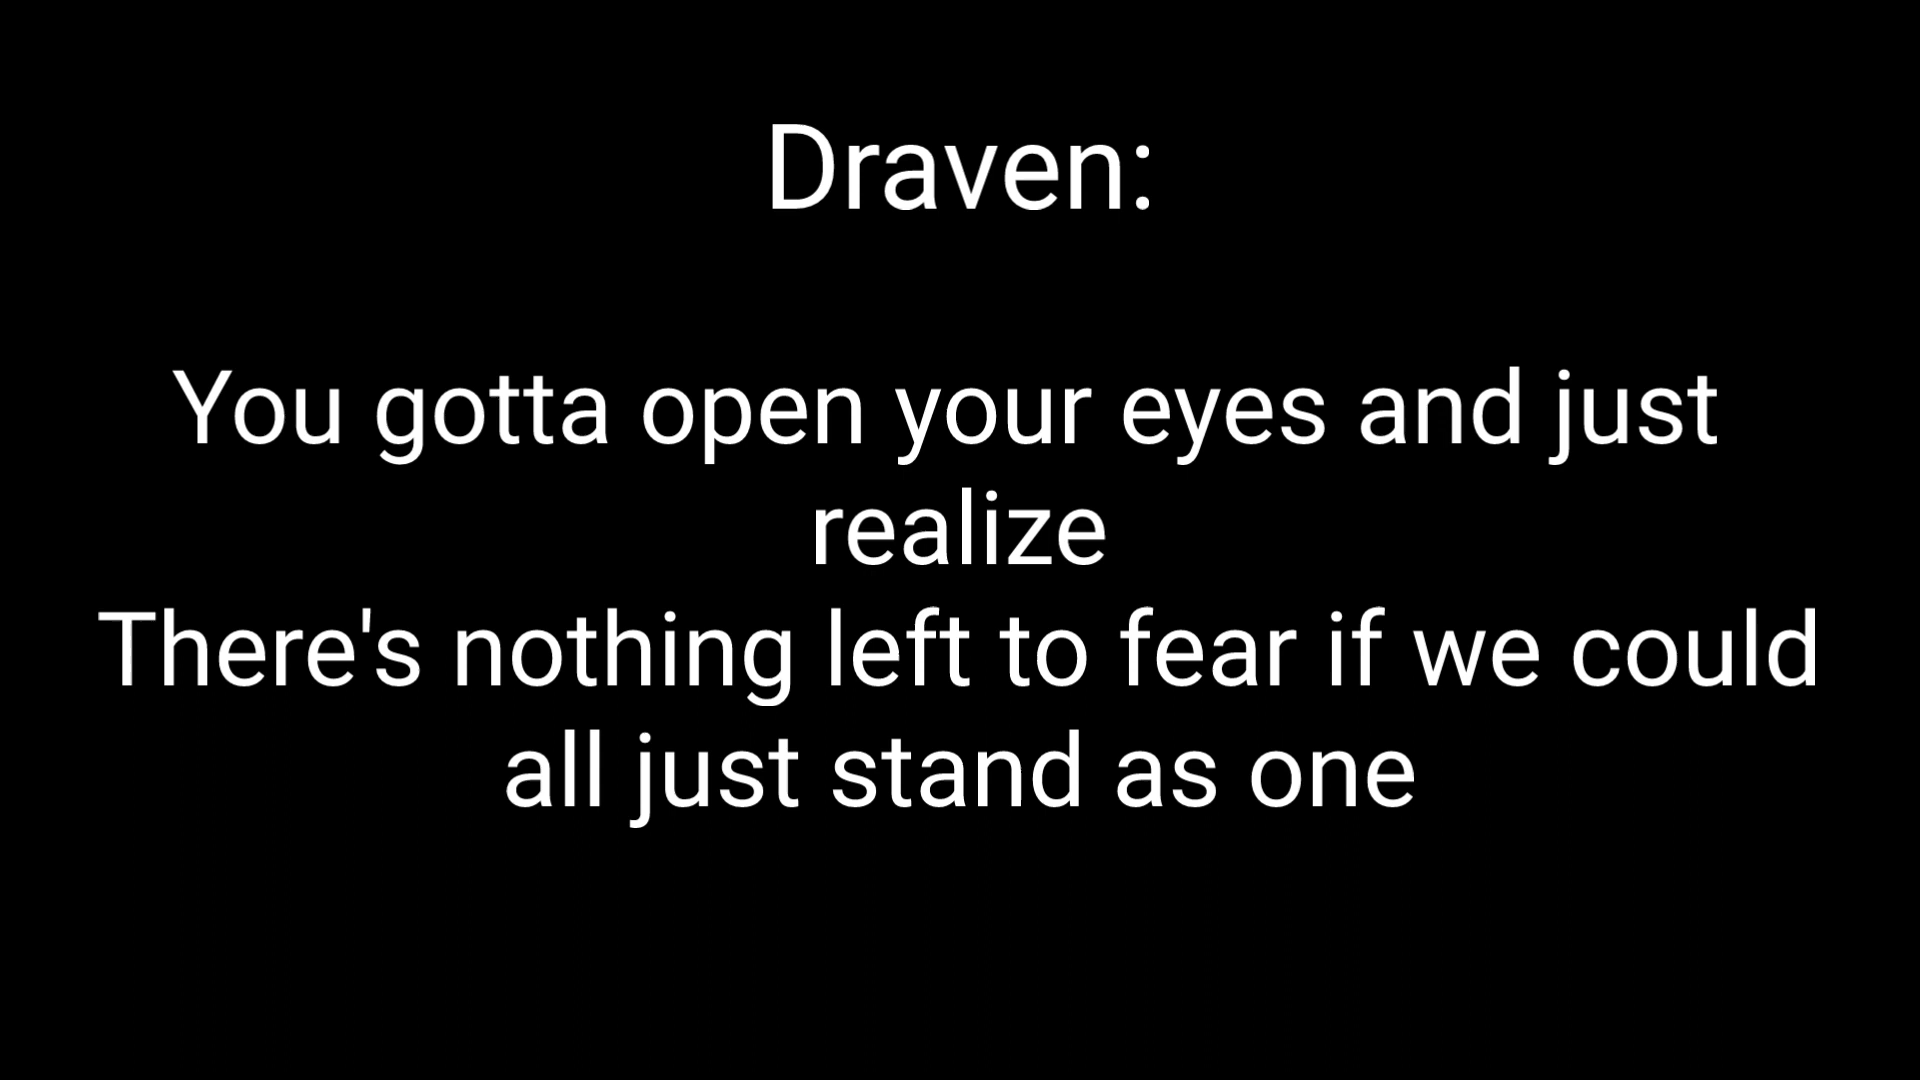 Draven:
You gotta open your eyes and just
realize
There's nothing left to fear if we could
all just stand as one